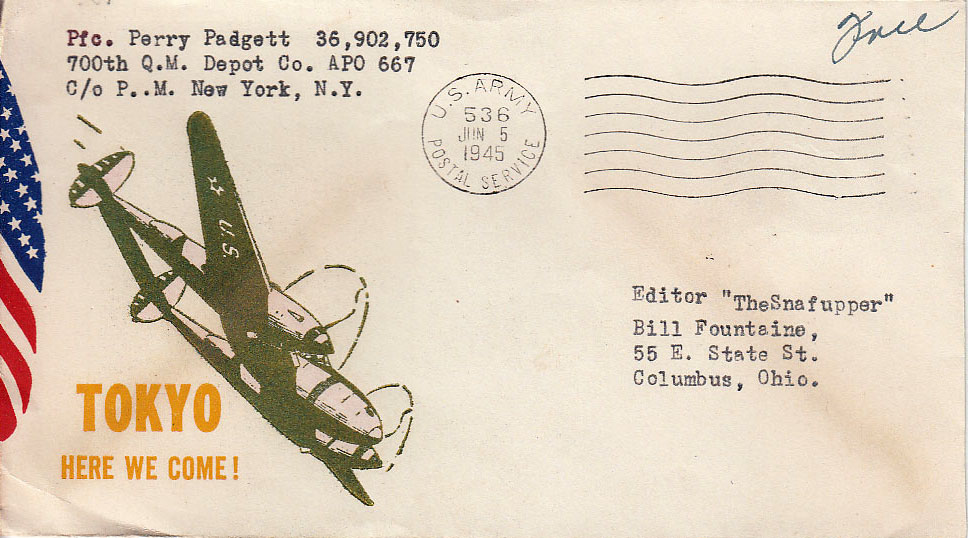 Pfc. Perry Padgett 36,902,750
700th Q.M. Depot Co. APO 667
C/o P..M. New York, N.Y.
Free
U.S. ARMY
536
JUN 5
1945
POSTAL SERVICE
U.S.
Editor "TheSnafupper"
Bill Fountaine,
55 E. State St.
Columbus, Ohio.
TOKYO
HERE WE COME!